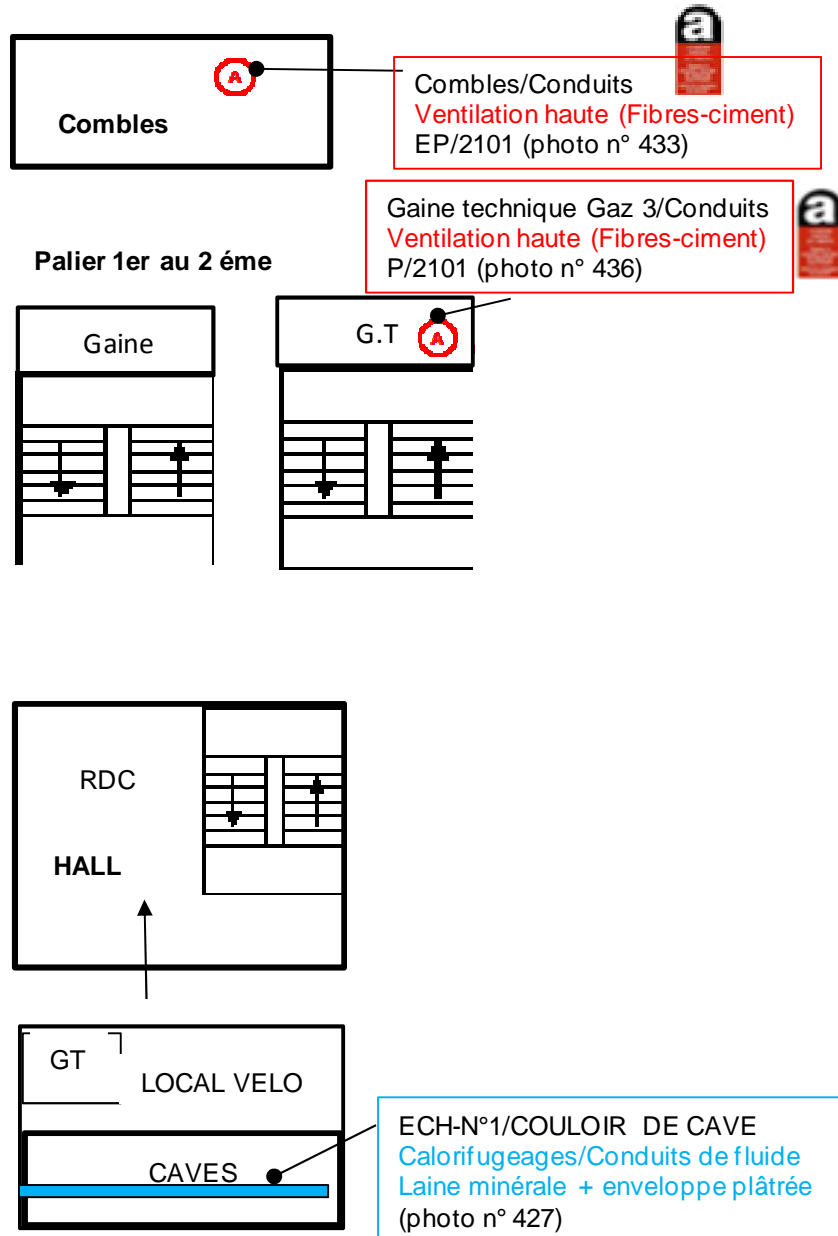 a
A
Combles
Combles/Conduits
Ventilation haute (Fibres-ciment)
EP/2101 (photo n° 433)
Gaine technique Gaz 3/Conduits
Ventilation haute (Fibres-ciment)
P/2101 (photo n° 436)
a
Palier 1er au 2 éme
Gaine
G.T
A
RDC
HALL
GT
LOCAL VELO
CAVES
ECH-N°1/COULOIR DE CAVE
Calorifugeages/Conduits de fluide
Laine minérale + enveloppe plâtrée
(photo n° 427)